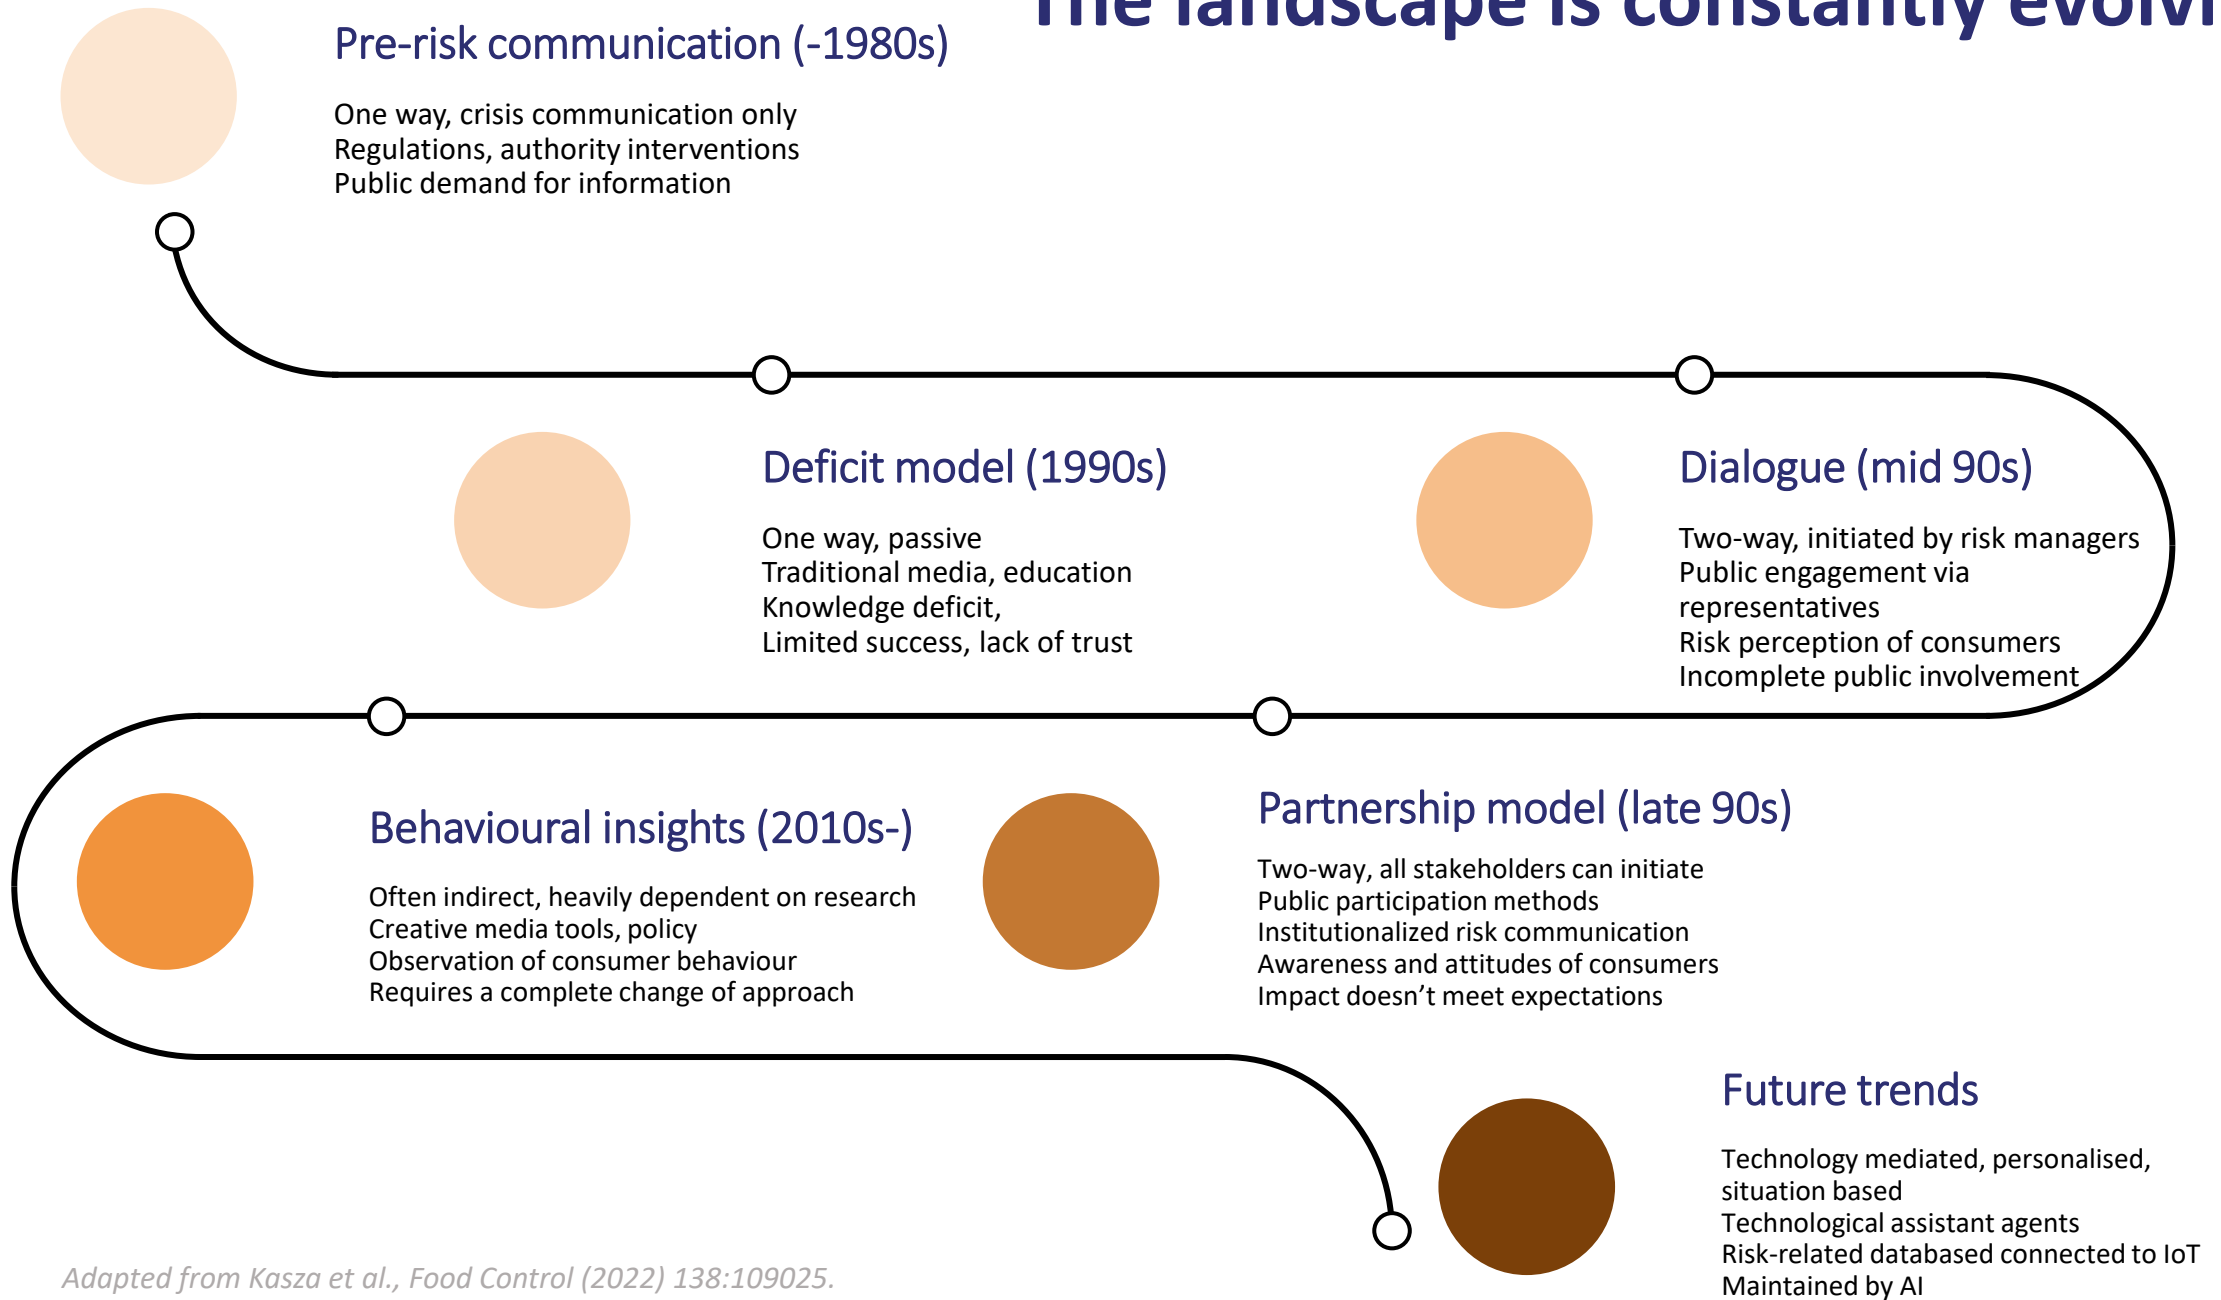 The landscape is constantly evolv
Pre-risk communication (-1980s)
One way, crisis communication only
Regulations, authority interventions
Public demand for information
Deficit model (1990s)
One way, passive
Traditional media, education
Knowledge deficit,
Limited success, lack of trust
Dialogue (mid 90s)
Two-way, initiated by risk managers
Public engagement via
representatives
Risk perception of consumers
Incomplete public involvement
Behavioural insights (2010s-)
Often indirect, heavily dependent on research
Creative media tools, policy
Observation of consumer behaviour
Requires a complete change of approach
Partnership model (late 90s)
Two-way, all stakeholders can initiate
Public participation methods
Institutionalized risk communication
Awareness and attitudes of consumers
Impact doesn’t meet expectations
Future trends
Technology mediated, personalised,
situation based
Technological assistant agents
Risk-related databased connected to IoT
Maintained by AI
Adapted from Kasza et al., Food Control (2022) 138:109025.